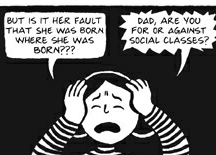 BUT IS IT HER FAULT
THAT SHE WAS BORN
WHERE SHE WAS
BORN???
DAD, ARE YOU
FOR OR AGAINST
SOCIAL CLASSES?